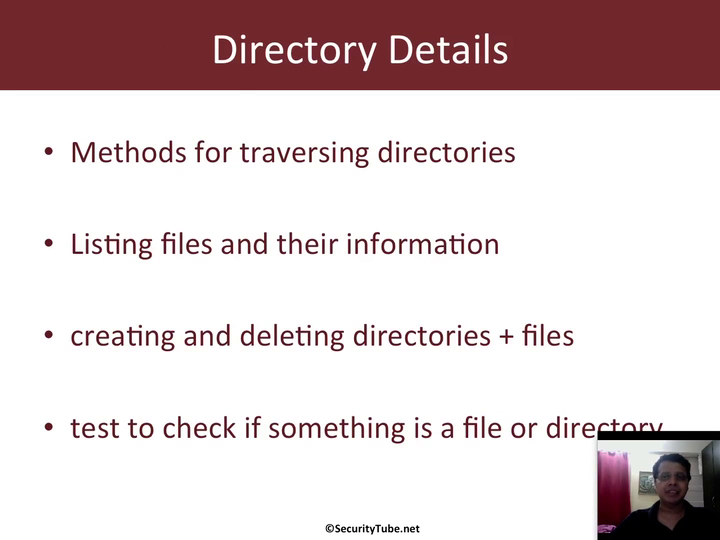 Directory Details
• Methods for traversing directories
• Listing files and their information
• creating and deleting directories + files
• test to check if something is a file or directory
©SecurityTube.net